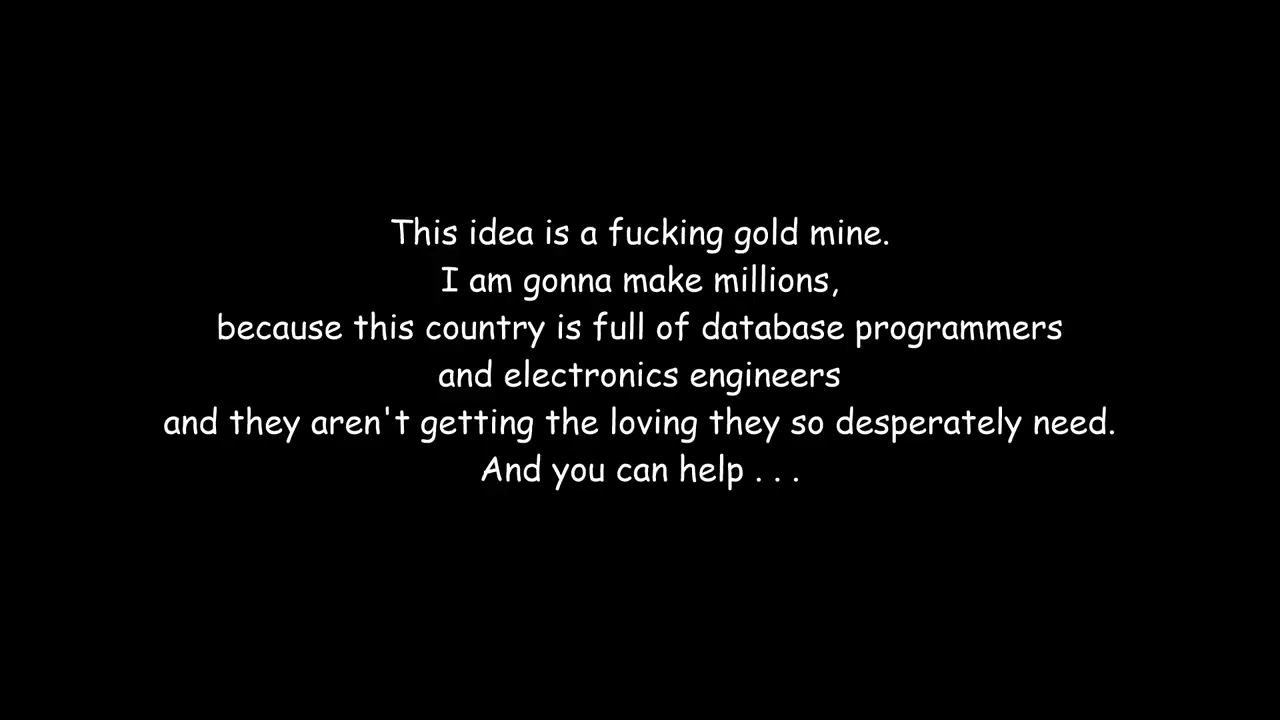 This idea is a fucking gold mine.
I am gonna make millions,
because this country is full of database programmers
and electronics engineers
and they aren't getting the loving they so desperately need.
And you can help . . .